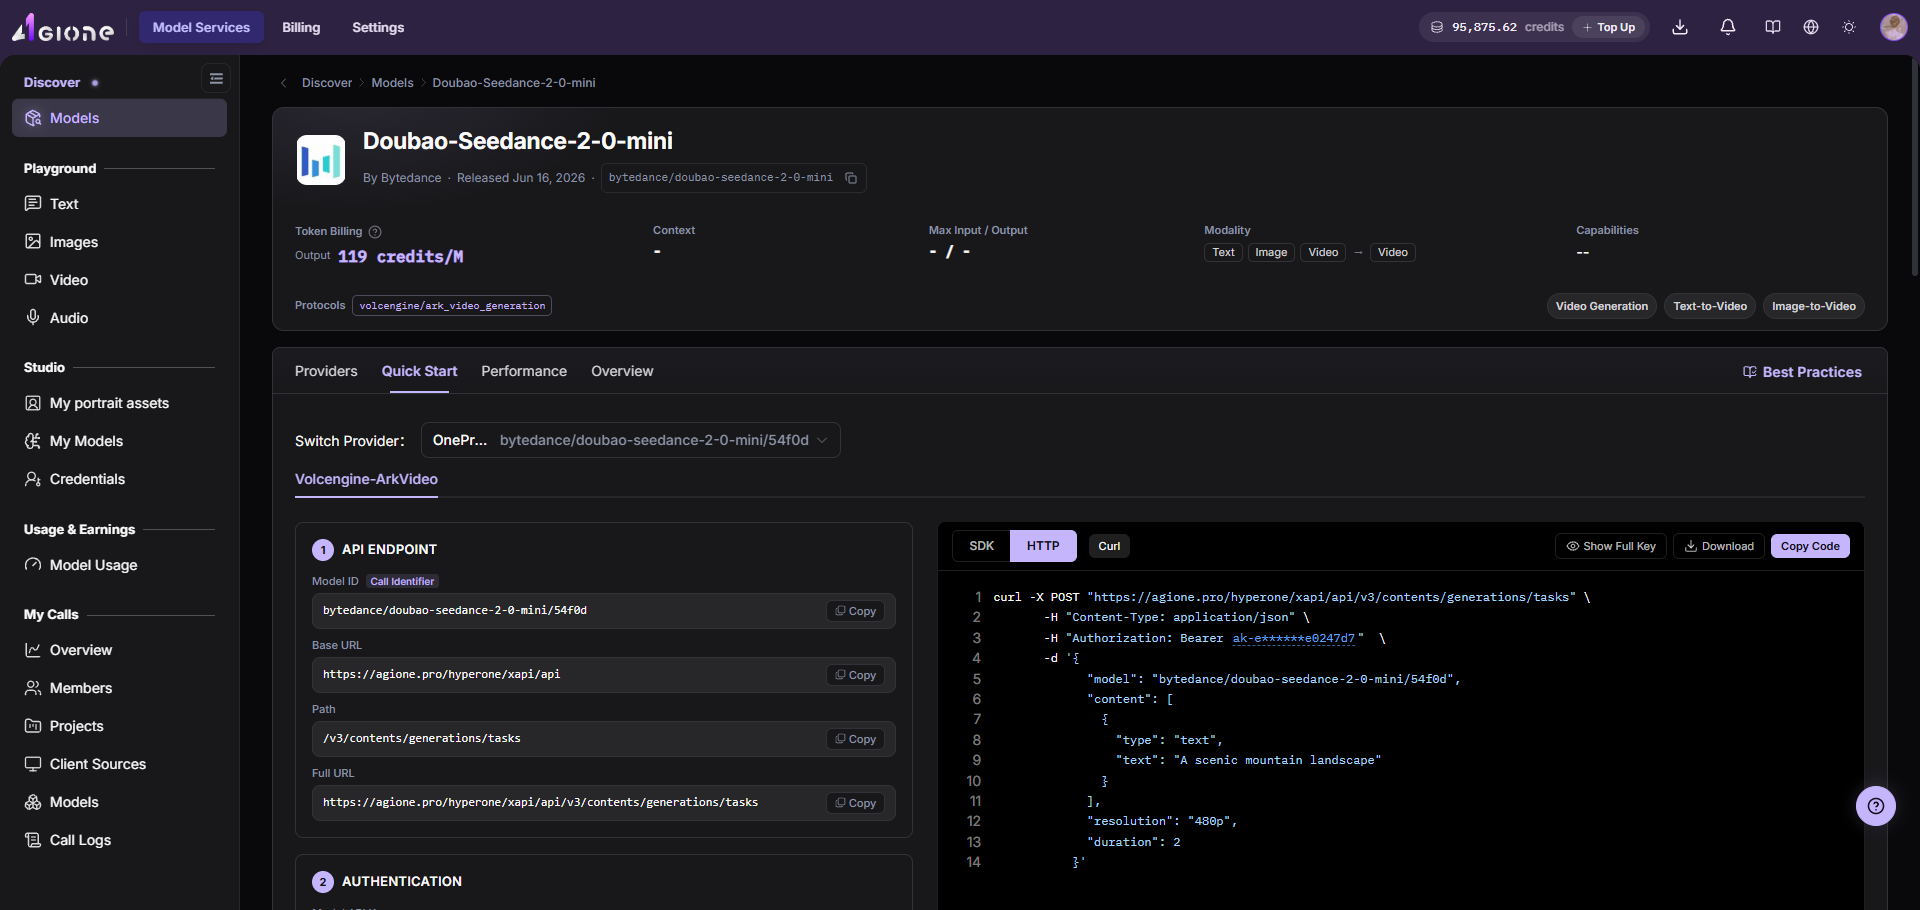 AGIONE
Model Services
Billing
Settings
95,875.62 credits
+ Top Up
Discover
Models
Playground
Text
Images
Video
Audio
Studio
My portrait assets
My Models
Credentials
Usage & Earnings
Model Usage
My Calls
Overview
Members
Projects
Client Sources
Models
Call Logs
Discover > Models > Doubao-Seedance-2-0-mini
Doubao-Seedance-2-0-mini
By Bytedance · Released Jun 16, 2026 · bytedance/doubao-seedance-2-0-mini
Token Billing
Output 119 credits/M
Context
-
Max Input / Output
- / -
Modality
Text Image Video → Video
Capabilities
--
Protocols volcengine/ark_video_generation
Video Generation Text-to-Video Image-to-Video
Providers Quick Start Performance Overview
Best Practices
Switch Provider: OnePr... bytedance/doubao-seedance-2-0-mini/54f0d
Volcengine-ArkVideo
1 API ENDPOINT
Model ID Call Identifier
bytedance/doubao-seedance-2-0-mini/54f0d Copy
Base URL
https://agione.pro/hyperone/xapi/api Copy
Path
/v3/contents/generations/tasks Copy
Full URL
https://agione.pro/hyperone/xapi/api/v3/contents/generations/tasks Copy
2 AUTHENTICATION
SDK HTTP Curl
Show Full Key Download Copy Code
1 curl -X POST "https://agione.pro/hyperone/xapi/api/v3/contents/generations/tasks" \
2 -H "Content-Type: application/json" \
3 -H "Authorization: Bearer ak-e******e0247d7" \
4 -d '{
5 "model": "bytedance/doubao-seedance-2-0-mini/54f0d",
6 "content": [
7 {
8 "type": "text",
9 "text": "A scenic mountain landscape"
10 }
11 ],
12 "resolution": "480p",
13 "duration": 2
14 }'